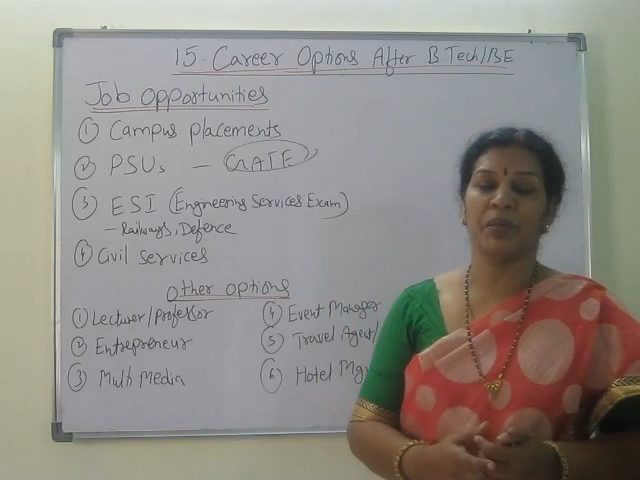 15. Career Options After B.Tech/BE
Job Opportunities
① Campus placements
② PSUs — GATE
③ ESI (Engineering Services Exam)
— Railways, Defence
④ Civil Services
Other Options
① Lecturer/Professor
② Entrepreneur
③ Multi Media
④ Event Manager
⑤ Travel Agent/
⑥ Hotel Mg